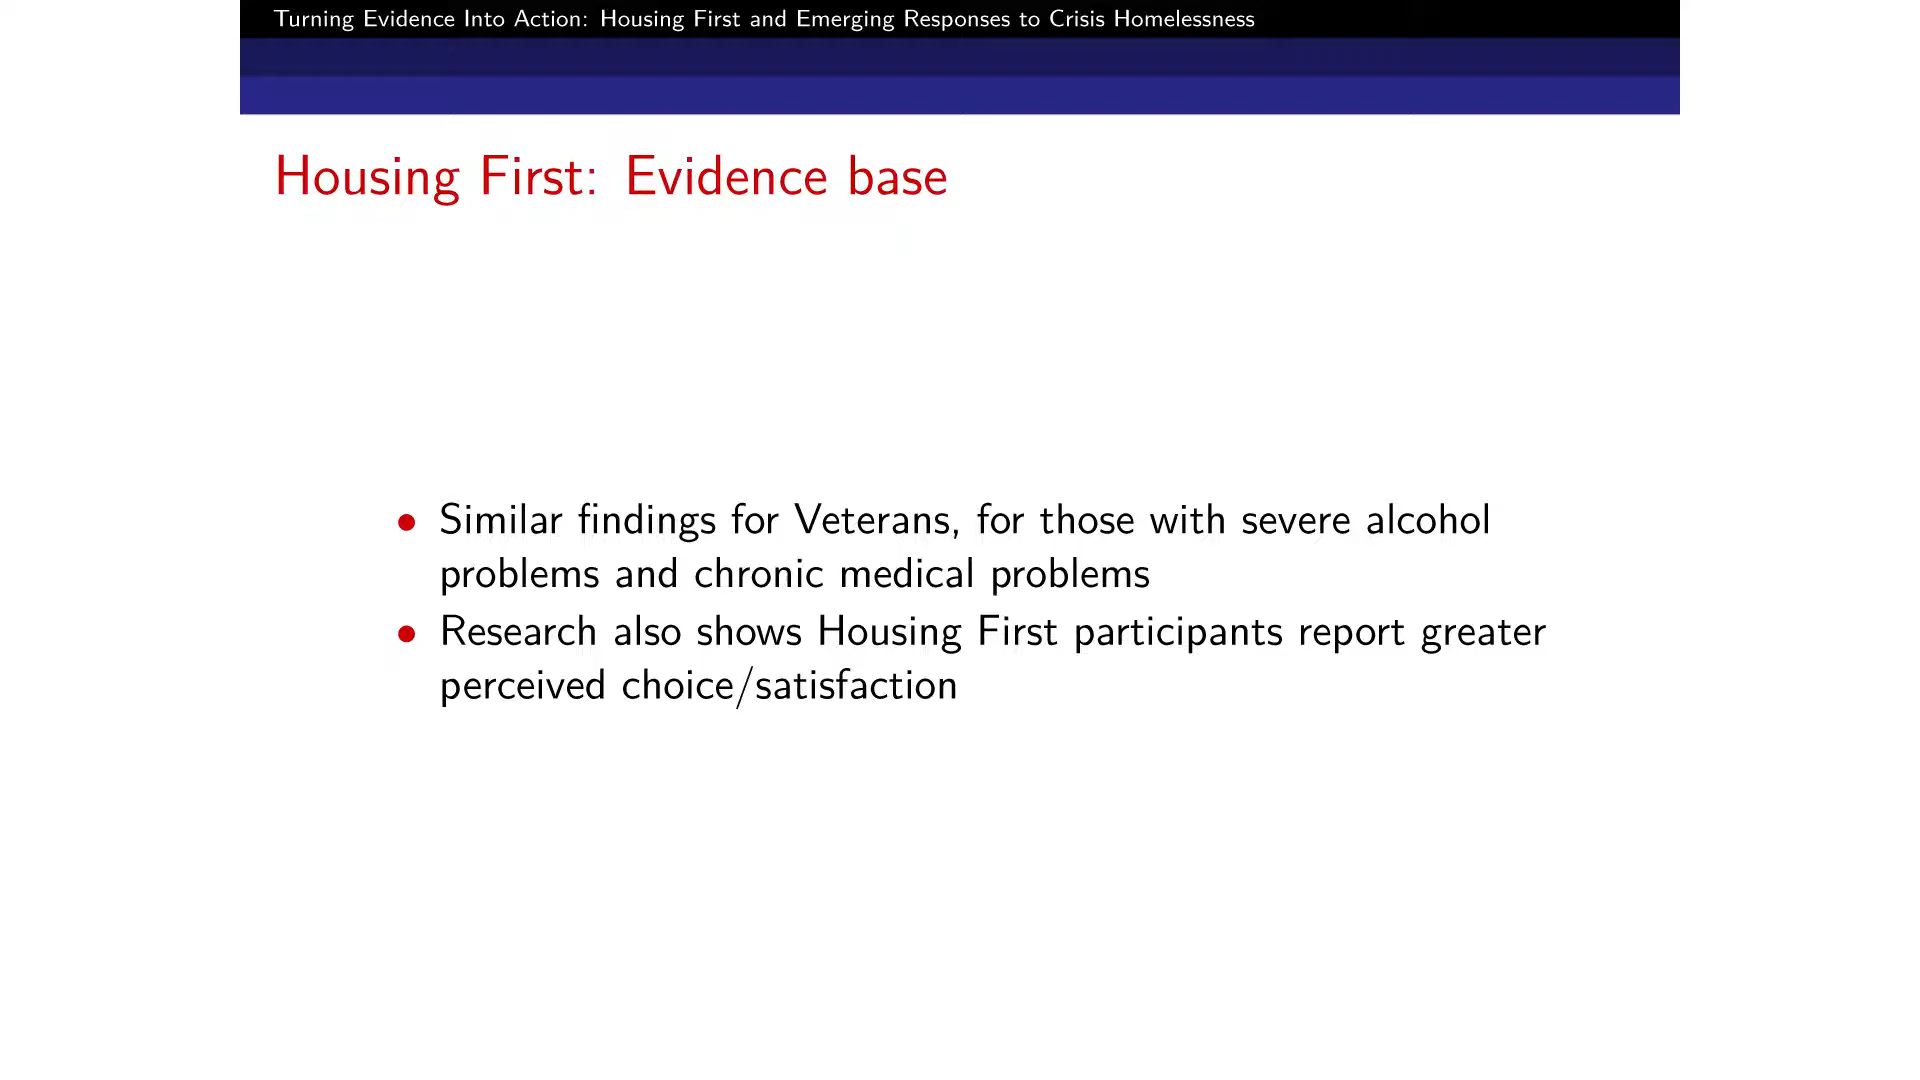 Turning Evidence Into Action: Housing First and Emerging Responses to Crisis Homelessness
Housing First: Evidence base
• Similar findings for Veterans, for those with severe alcohol
problems and chronic medical problems
• Research also shows Housing First participants report greater
perceived choice/satisfaction